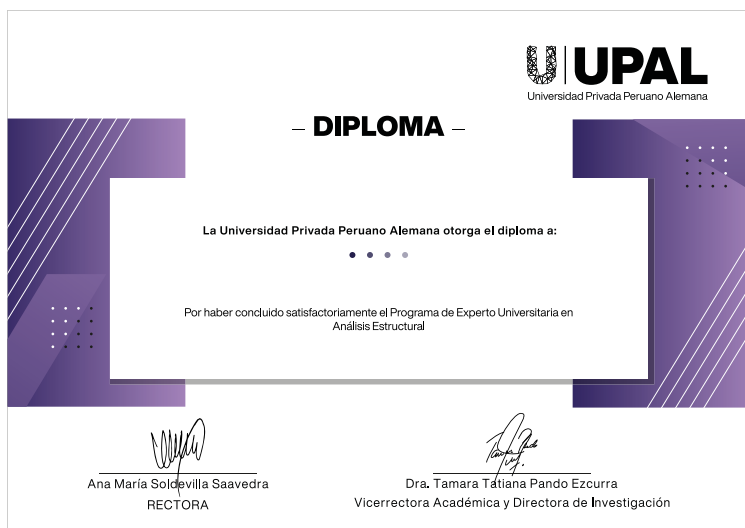 UPAL
Universidad Privada Peruano Alemana
– DIPLOMA –
La Universidad Privada Peruano Alemana otorga el diploma a:
Por haber concluido satisfactoriamente el Programa de Experto Universitaria en
Análisis Estructural
Ana María Soldevilla Saavedra
RECTORA
Dra. Tamara Tatiana Pando Ezcurra
Vicerrectora Académica y Directora de Investigación